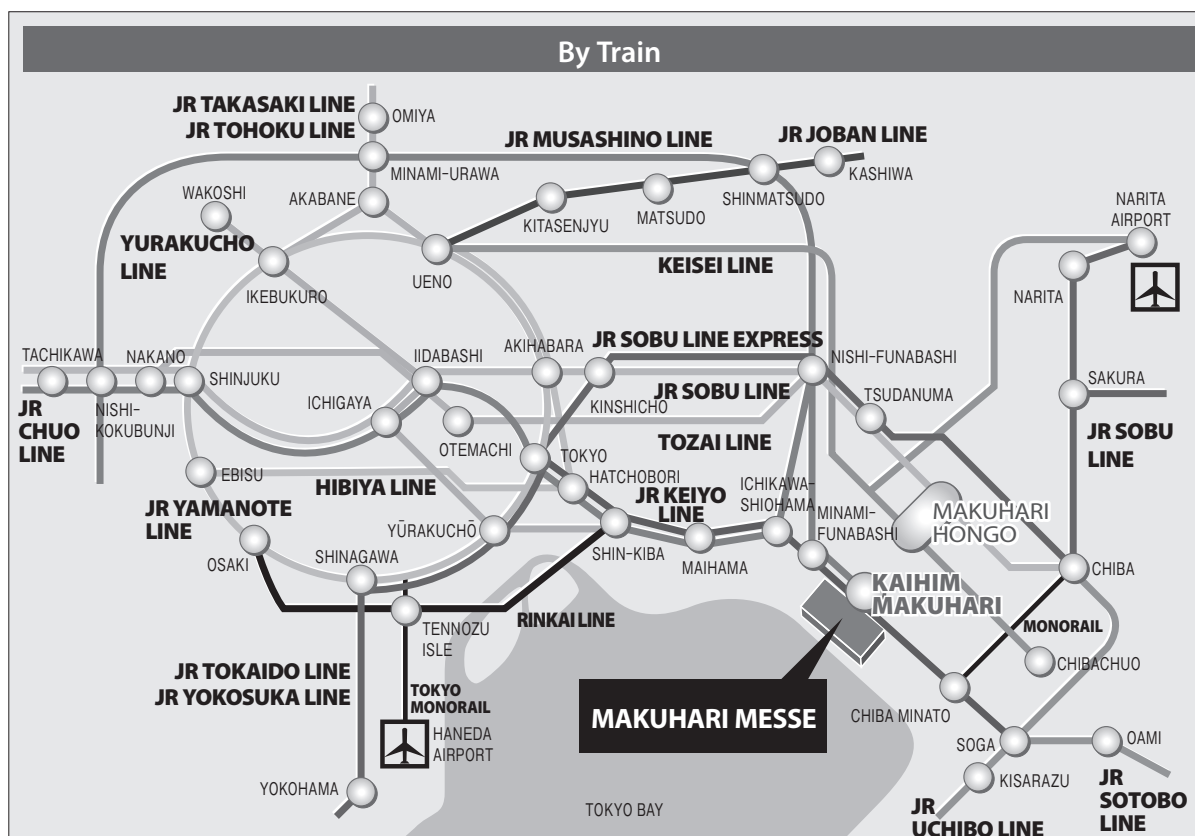 By Train
JR TAKASAKI LINE
JR TOHOKU LINE
OMIYA
JR MUSASHINO LINE
JR JOBAN LINE
MINAMI-URAWA
KASHIWA
WAKOSHI
AKABANE
KITASENJYU
MATSUDO
SHINMATSUDO
NARITA
AIRPORT
YURAKUCHO
LINE
IKEBUKURO
UENO
KEISEI LINE
NARITA
TACHIKAWA
NAKANO
SHINJUKU
IIDABASHI
AKIHABARA
JR SOBU LINE EXPRESS
NISHI-FUNABASHI
SAKURA
JR
CHUO
LINE
NISHI-
KOKUBUNJI
ICHIGAYA
KINSHICHO
JR SOBU LINE
TSUDANUMA
JR SOBU
LINE
OTEMACHI
TOKYO
TOZAI LINE
EBISU
HIBIYA LINE
HATCHOBORI
JR KEIYO
LINE
ICHIKAWA-
SHIOHAMA
MINAMI-
FUNABASHI
MAKUHARI
HONGO
JR YAMANOTE
LINE
YŪRAKUCHŌ
OSAKI
SHINAGAWA
SHIN-KIBA
MAIHAMA
KAIHIM
MAKUHARI
CHIBA
TENNOZU
ISLE
RINKAI LINE
MONORAIL
CHIBACHUO
JR TOKAIDO LINE
JR YOKOSUKA LINE
TOKYO
MONORAIL
HANEDA
AIRPORT
MAKUHARI MESSE
CHIBA MINATO
SOGA
OAMI
YOKOHAMA
KISARAZU
TOKYO BAY
JR
UCHIBO LINE
JR
SOTOBO
LINE